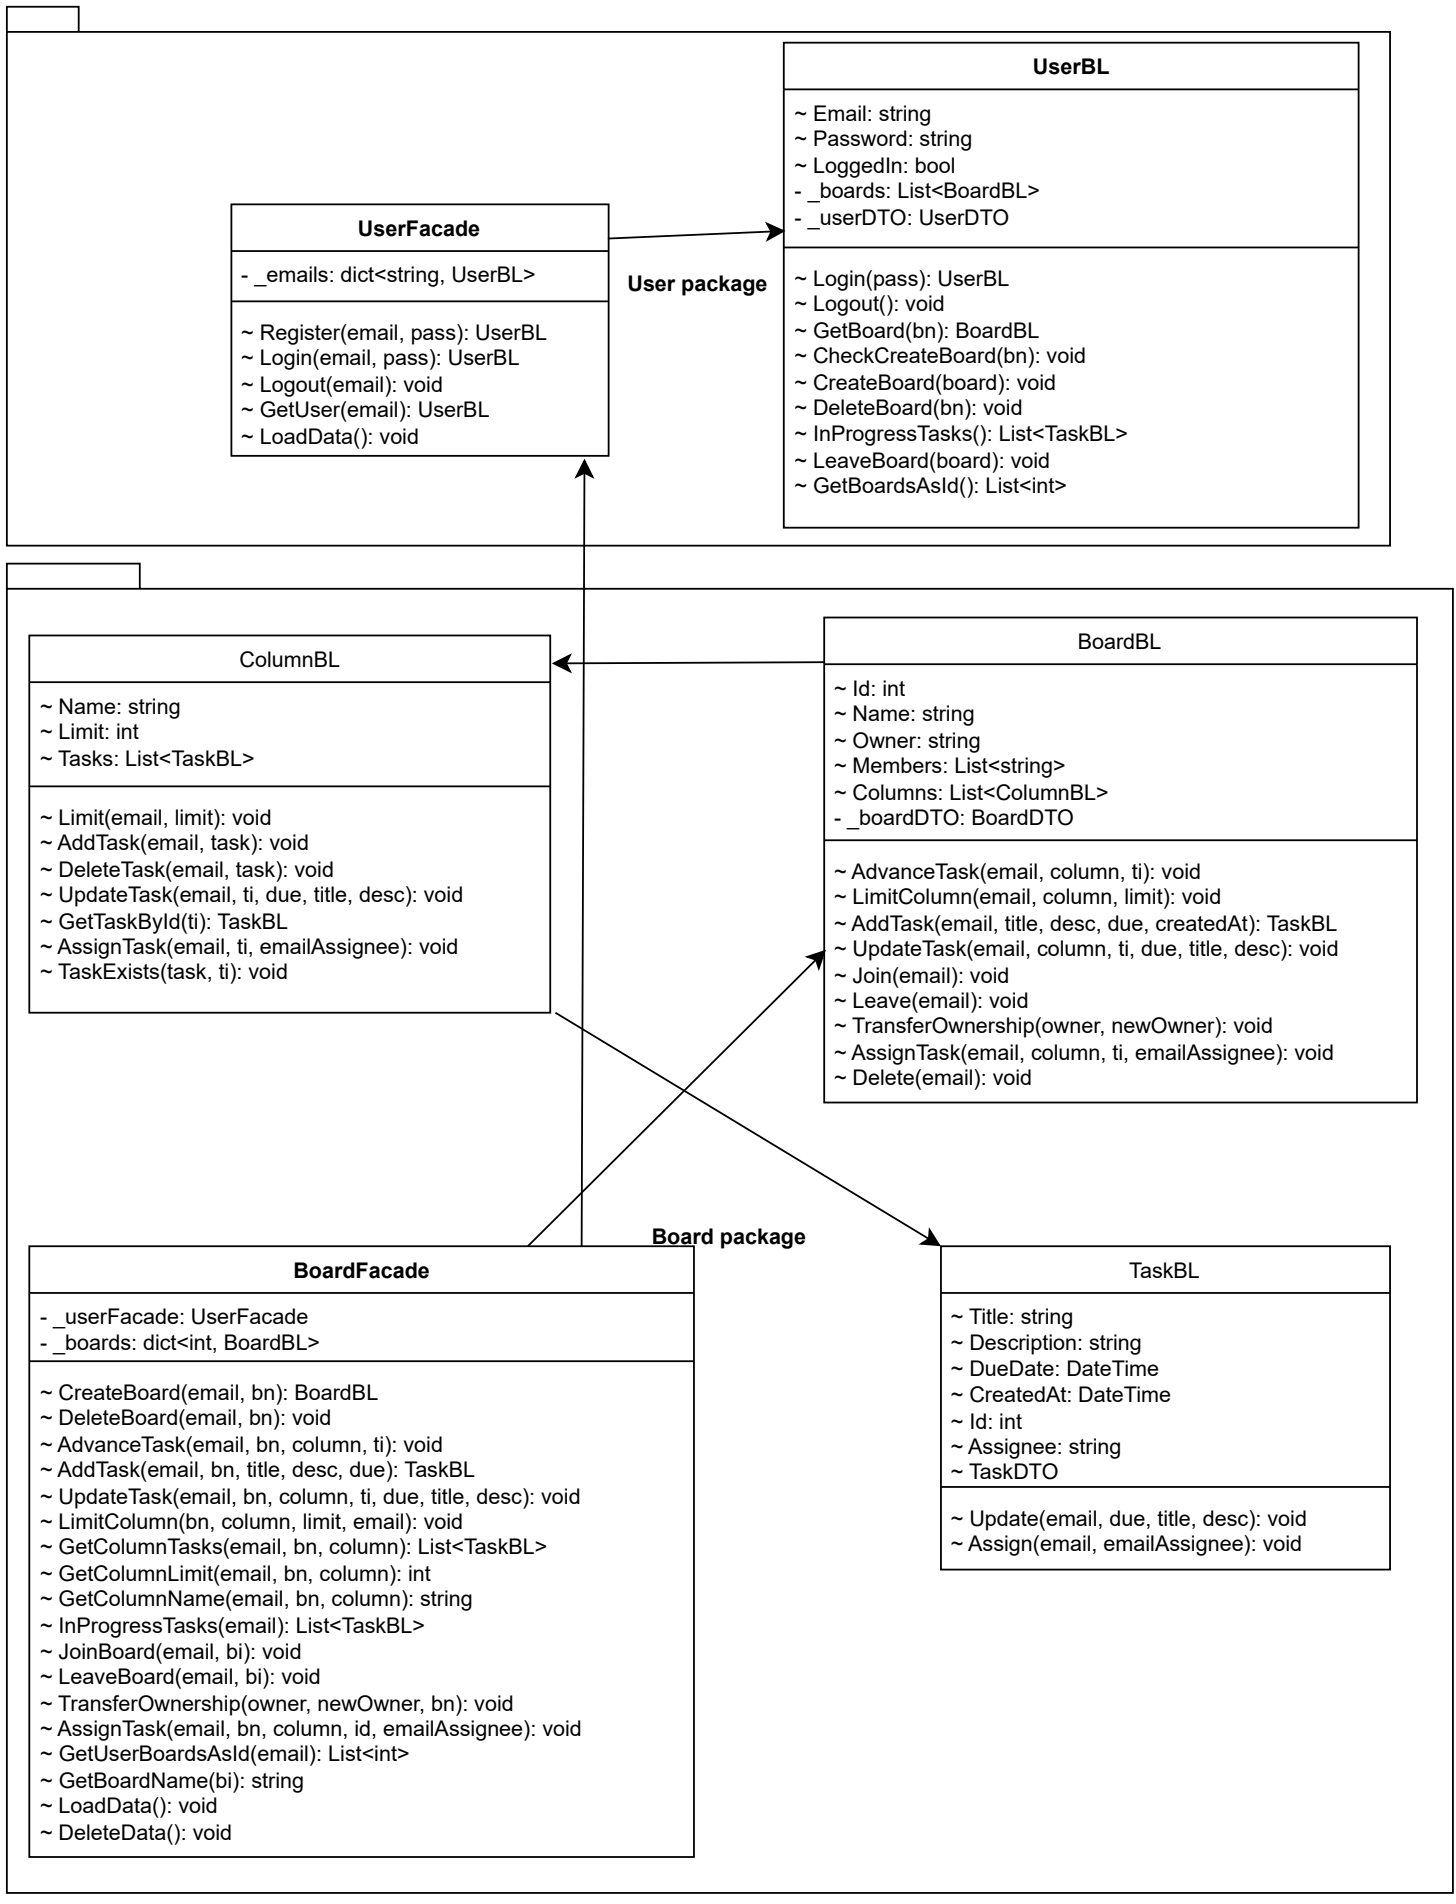 UserBL
~ Email: string
~ Password: string
~ LoggedIn: bool
- _boards: List<BoardBL>
- _userDTO: UserDTO
~ Login(pass): UserBL
~ Logout(): void
~ GetBoard(bn): BoardBL
~ CheckCreateBoard(bn): void
~ CreateBoard(board): void
~ DeleteBoard(bn): void
~ InProgressTasks(): List<TaskBL>
~ LeaveBoard(board): void
~ GetBoardsAsId(): List<int>
UserFacade
- _emails: dict<string, UserBL>
~ Register(email, pass): UserBL
~ Login(email, pass): UserBL
~ Logout(email): void
~ GetUser(email): UserBL
~ LoadData(): void
User package
ColumnBL
~ Name: string
~ Limit: int
~ Tasks: List<TaskBL>
~ Limit(email, limit): void
~ AddTask(email, task): void
~ DeleteTask(email, task): void
~ UpdateTask(email, ti, due, title, desc): void
~ GetTaskById(ti): TaskBL
~ AssignTask(email, ti, emailAssignee): void
~ TaskExists(task, ti): void
BoardBL
~ Id: int
~ Name: string
~ Owner: string
~ Members: List<string>
~ Columns: List<ColumnBL>
- _boardDTO: BoardDTO
~ AdvanceTask(email, column, ti): void
~ LimitColumn(email, column, limit): void
~ AddTask(email, title, desc, due, createdAt): TaskBL
~ UpdateTask(email, column, ti, due, title, desc): void
~ Join(email): void
~ Leave(email): void
~ TransferOwnership(owner, newOwner): void
~ AssignTask(email, column, ti, emailAssignee): void
~ Delete(email): void
Board package
BoardFacade
- _userFacade: UserFacade
- _boards: dict<int, BoardBL>
~ CreateBoard(email, bn): BoardBL
~ DeleteBoard(email, bn): void
~ AdvanceTask(email, bn, column, ti): void
~ AddTask(email, bn, title, desc, due): TaskBL
~ UpdateTask(email, bn, column, ti, due, title, desc): void
~ LimitColumn(bn, column, limit, email): void
~ GetColumnTasks(email, bn, column): List<TaskBL>
~ GetColumnLimit(email, bn, column): int
~ GetColumnName(email, bn, column): string
~ InProgressTasks(email): List<TaskBL>
~ JoinBoard(email, bi): void
~ LeaveBoard(email, bi): void
~ TransferOwnership(owner, newOwner, bn): void
~ AssignTask(email, bn, column, id, emailAssignee): void
~ GetUserBoardsAsId(email): List<int>
~ GetBoardName(bi): string
~ LoadData(): void
~ DeleteData(): void
TaskBL
~ Title: string
~ Description: string
~ DueDate: DateTime
~ CreatedAt: DateTime
~ Id: int
~ Assignee: string
~ TaskDTO
~ Update(email, due, title, desc): void
~ Assign(email, emailAssignee): void